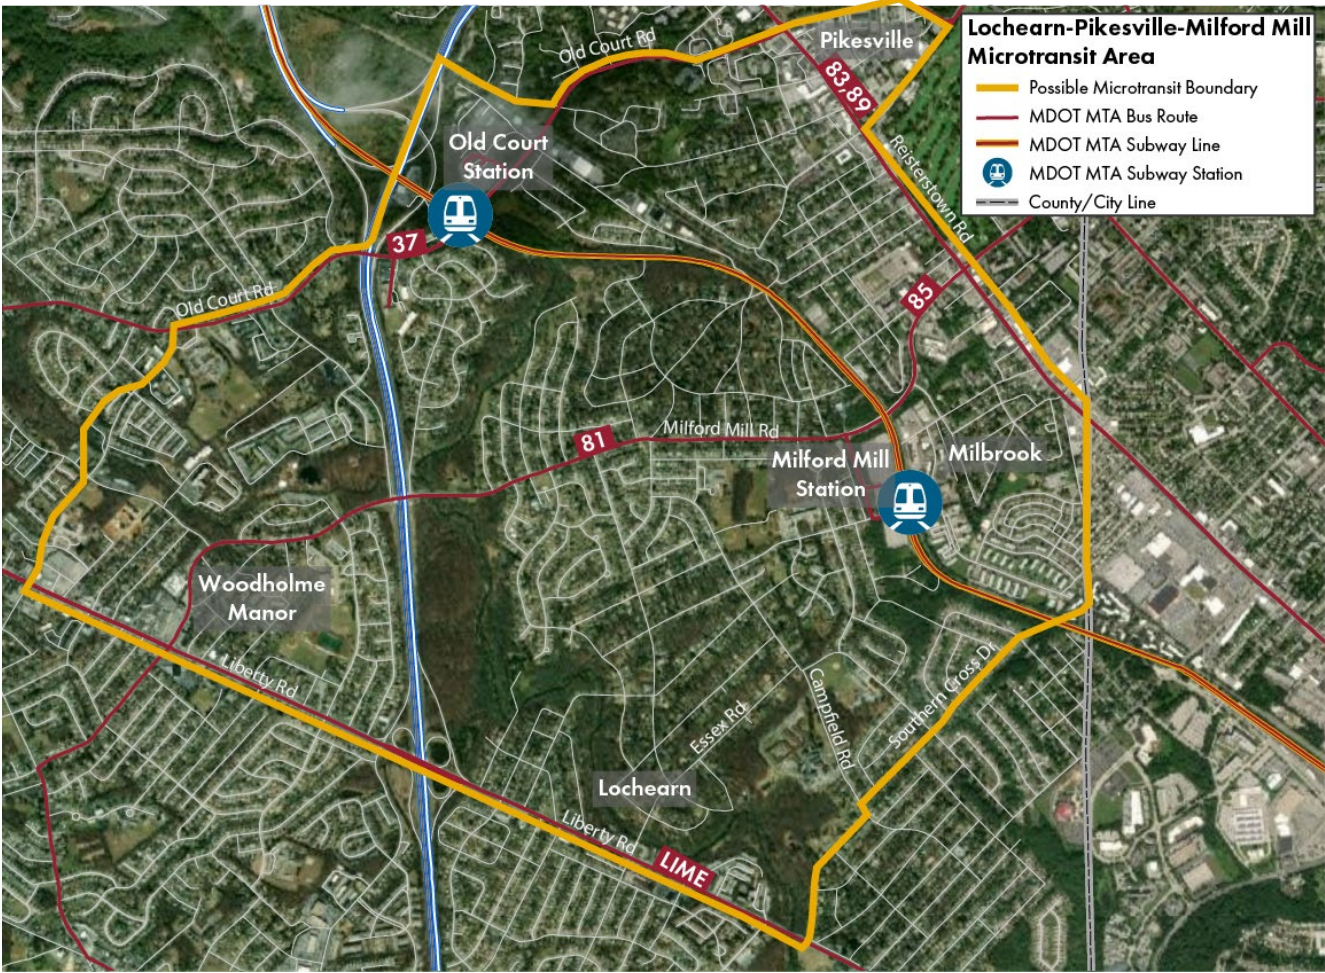 Lochearn-Pikesville-Milford Mill
Microtransit Area
Possible Microtransit Boundary
MDOT MTA Bus Route
MDOT MTA Subway Line
MDOT MTA Subway Station
County/City Line
Old Court Rd
Pikesville
83,89
Old Court
Station
Reisterstown Rd
37
85
Old Court Rd
81
Milford Mill Rd
Milford Mill
Station
Milbrook
Woodholme
Manor
Liberty Rd
Campfield Rd
Southern Cross Dr
Essex Rd
Lochearn
Liberty Rd
LIME